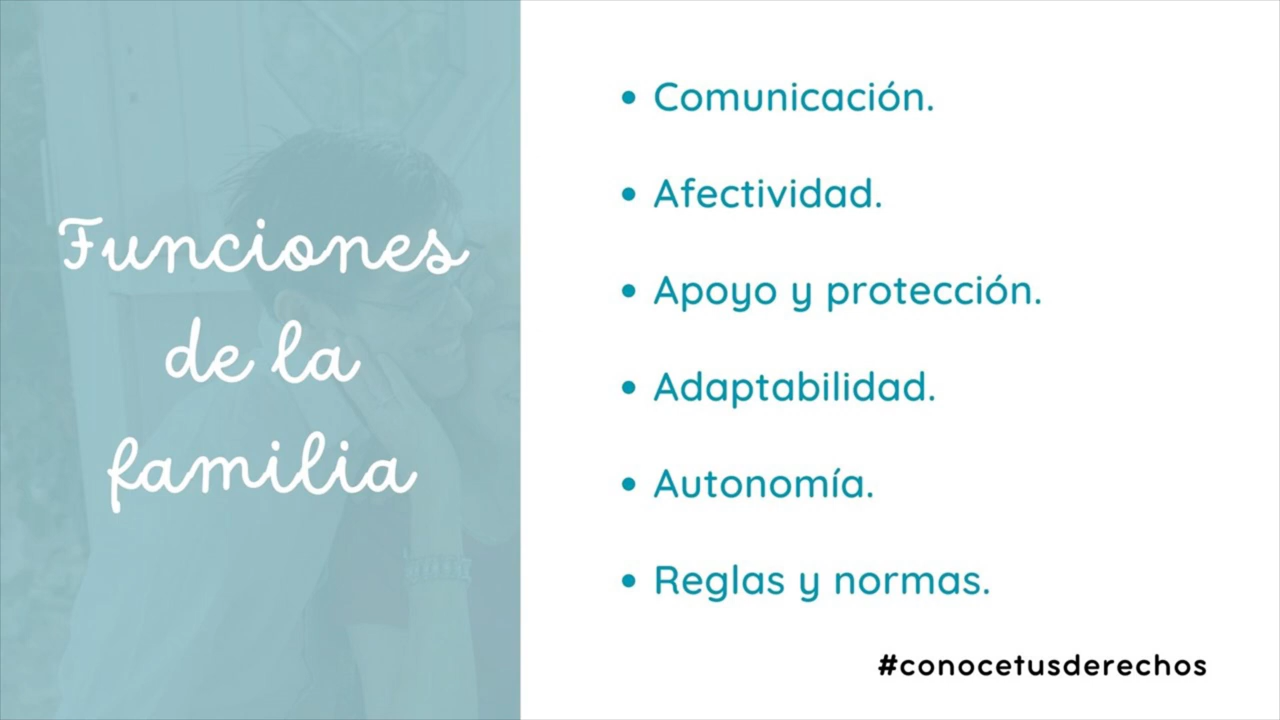 Funciones
de la
familia
• Comunicación.
• Afectividad.
• Apoyo y protección.
• Adaptabilidad.
• Autonomía.
• Reglas y normas.
#conocetusderechos